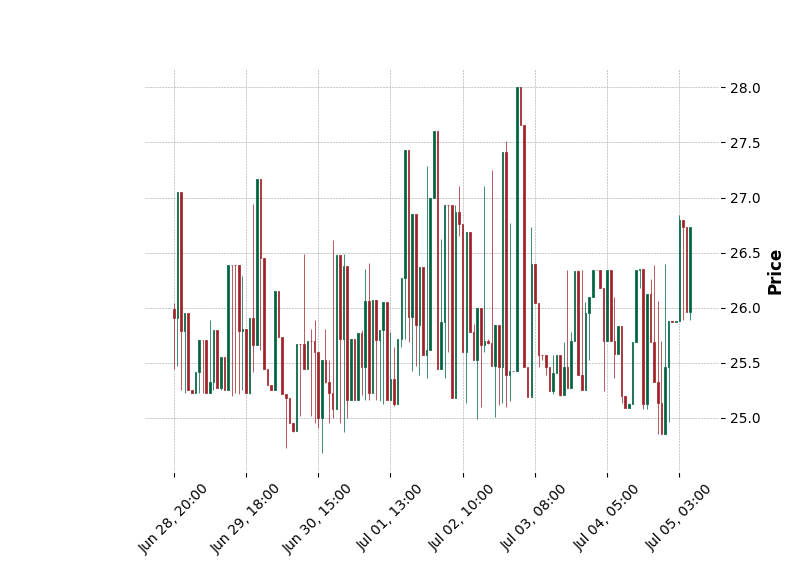 28.0
27.5
27.0
26.5
26.0
25.5
25.0
Price
Jun 28, 20:00
Jun 29, 18:00
Jun 30, 15:00
Jul 01, 13:00
Jul 02, 10:00
Jul 03, 08:00
Jul 04, 05:00
Jul 05, 03:00